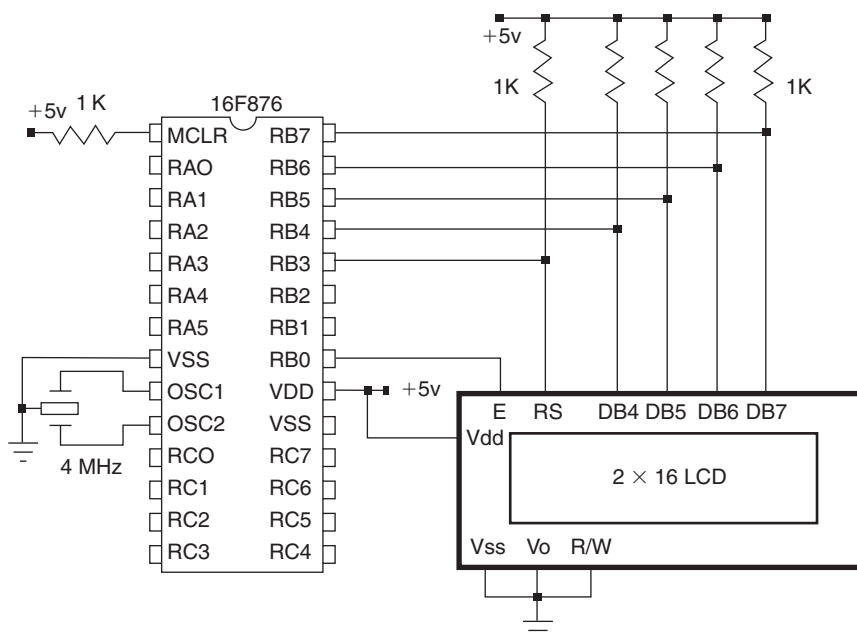 +5v
1K
1K
+5v
1 K
16F876
MCLR RB7
RAO RB6
RA1 RB5
RA2 RB4
RA3 RB3
RA4 RB2
RA5 RB1
VSS RB0
OSC1 VDD
+5v
OSC2 VSS
4 MHz
RCO RC7
RC1 RC6
RC2 RC5
RC3 RC4
E RS DB4 DB5 DB6 DB7
Vdd
2 × 16 LCD
Vss Vo R/W